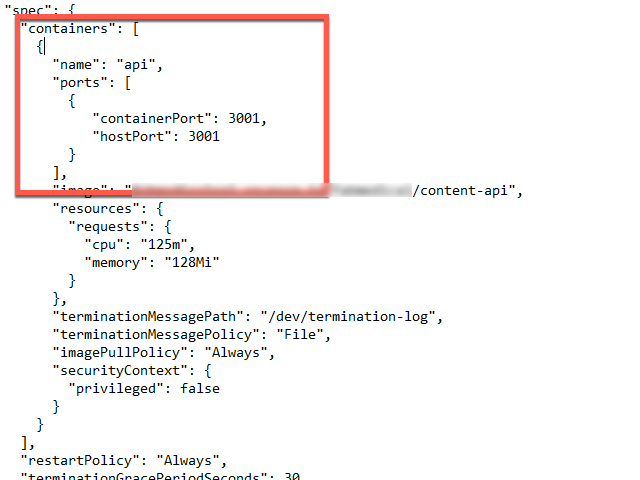 "spec": {
"containers": [
{
"name": "api",
"ports": [
{
"containerPort": 3001,
"hostPort": 3001
}
],
"image": "/content-api",
"resources": {
"requests": {
"cpu": "125m",
"memory": "128Mi"
}
},
"terminationMessagePath": "/dev/termination-log",
"terminationMessagePolicy": "File",
"imagePullPolicy": "Always",
"securityContext": {
"privileged": false
}
}
],
"restartPolicy": "Always",
"terminationGracePeriodSeconds": 30